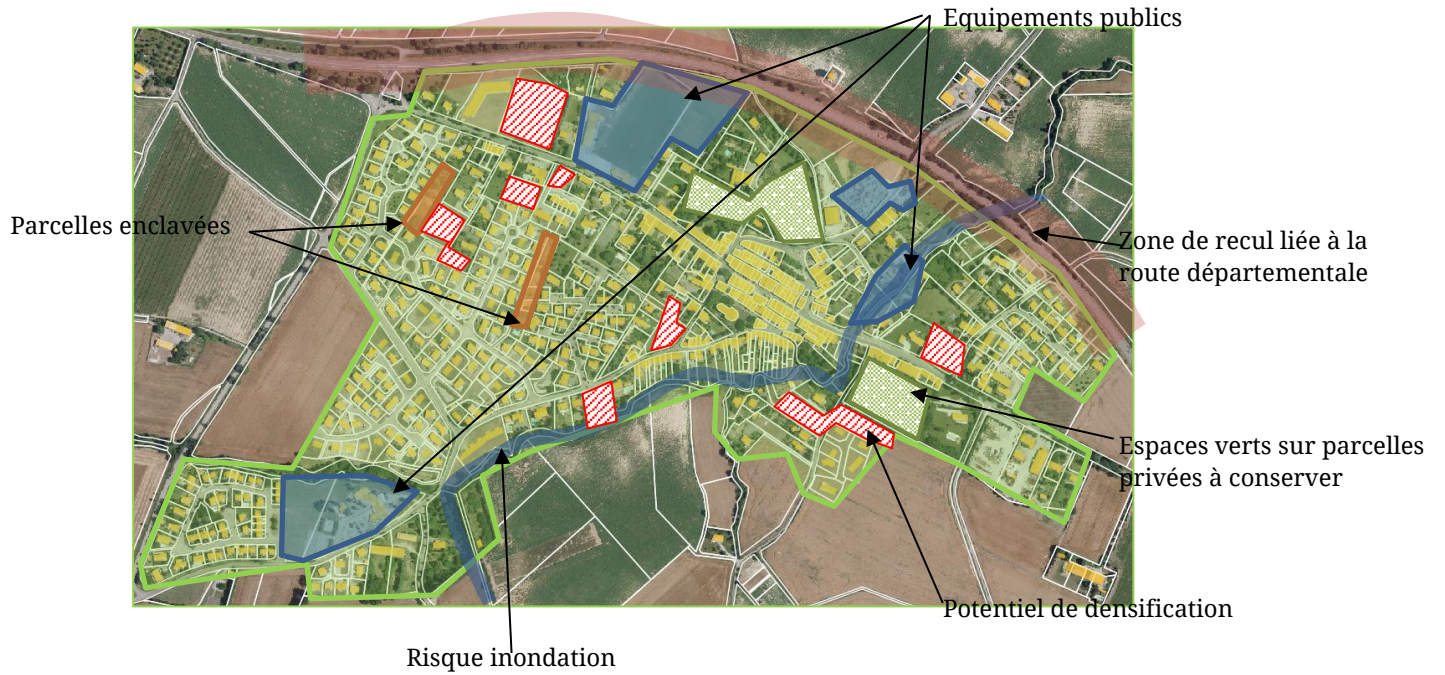 Equipements publics
Parcelles enclavées
Zone de recul liée à la
route départementale
Espaces verts sur parcelles
privées à conserver
Potentiel de densification
Risque inondation